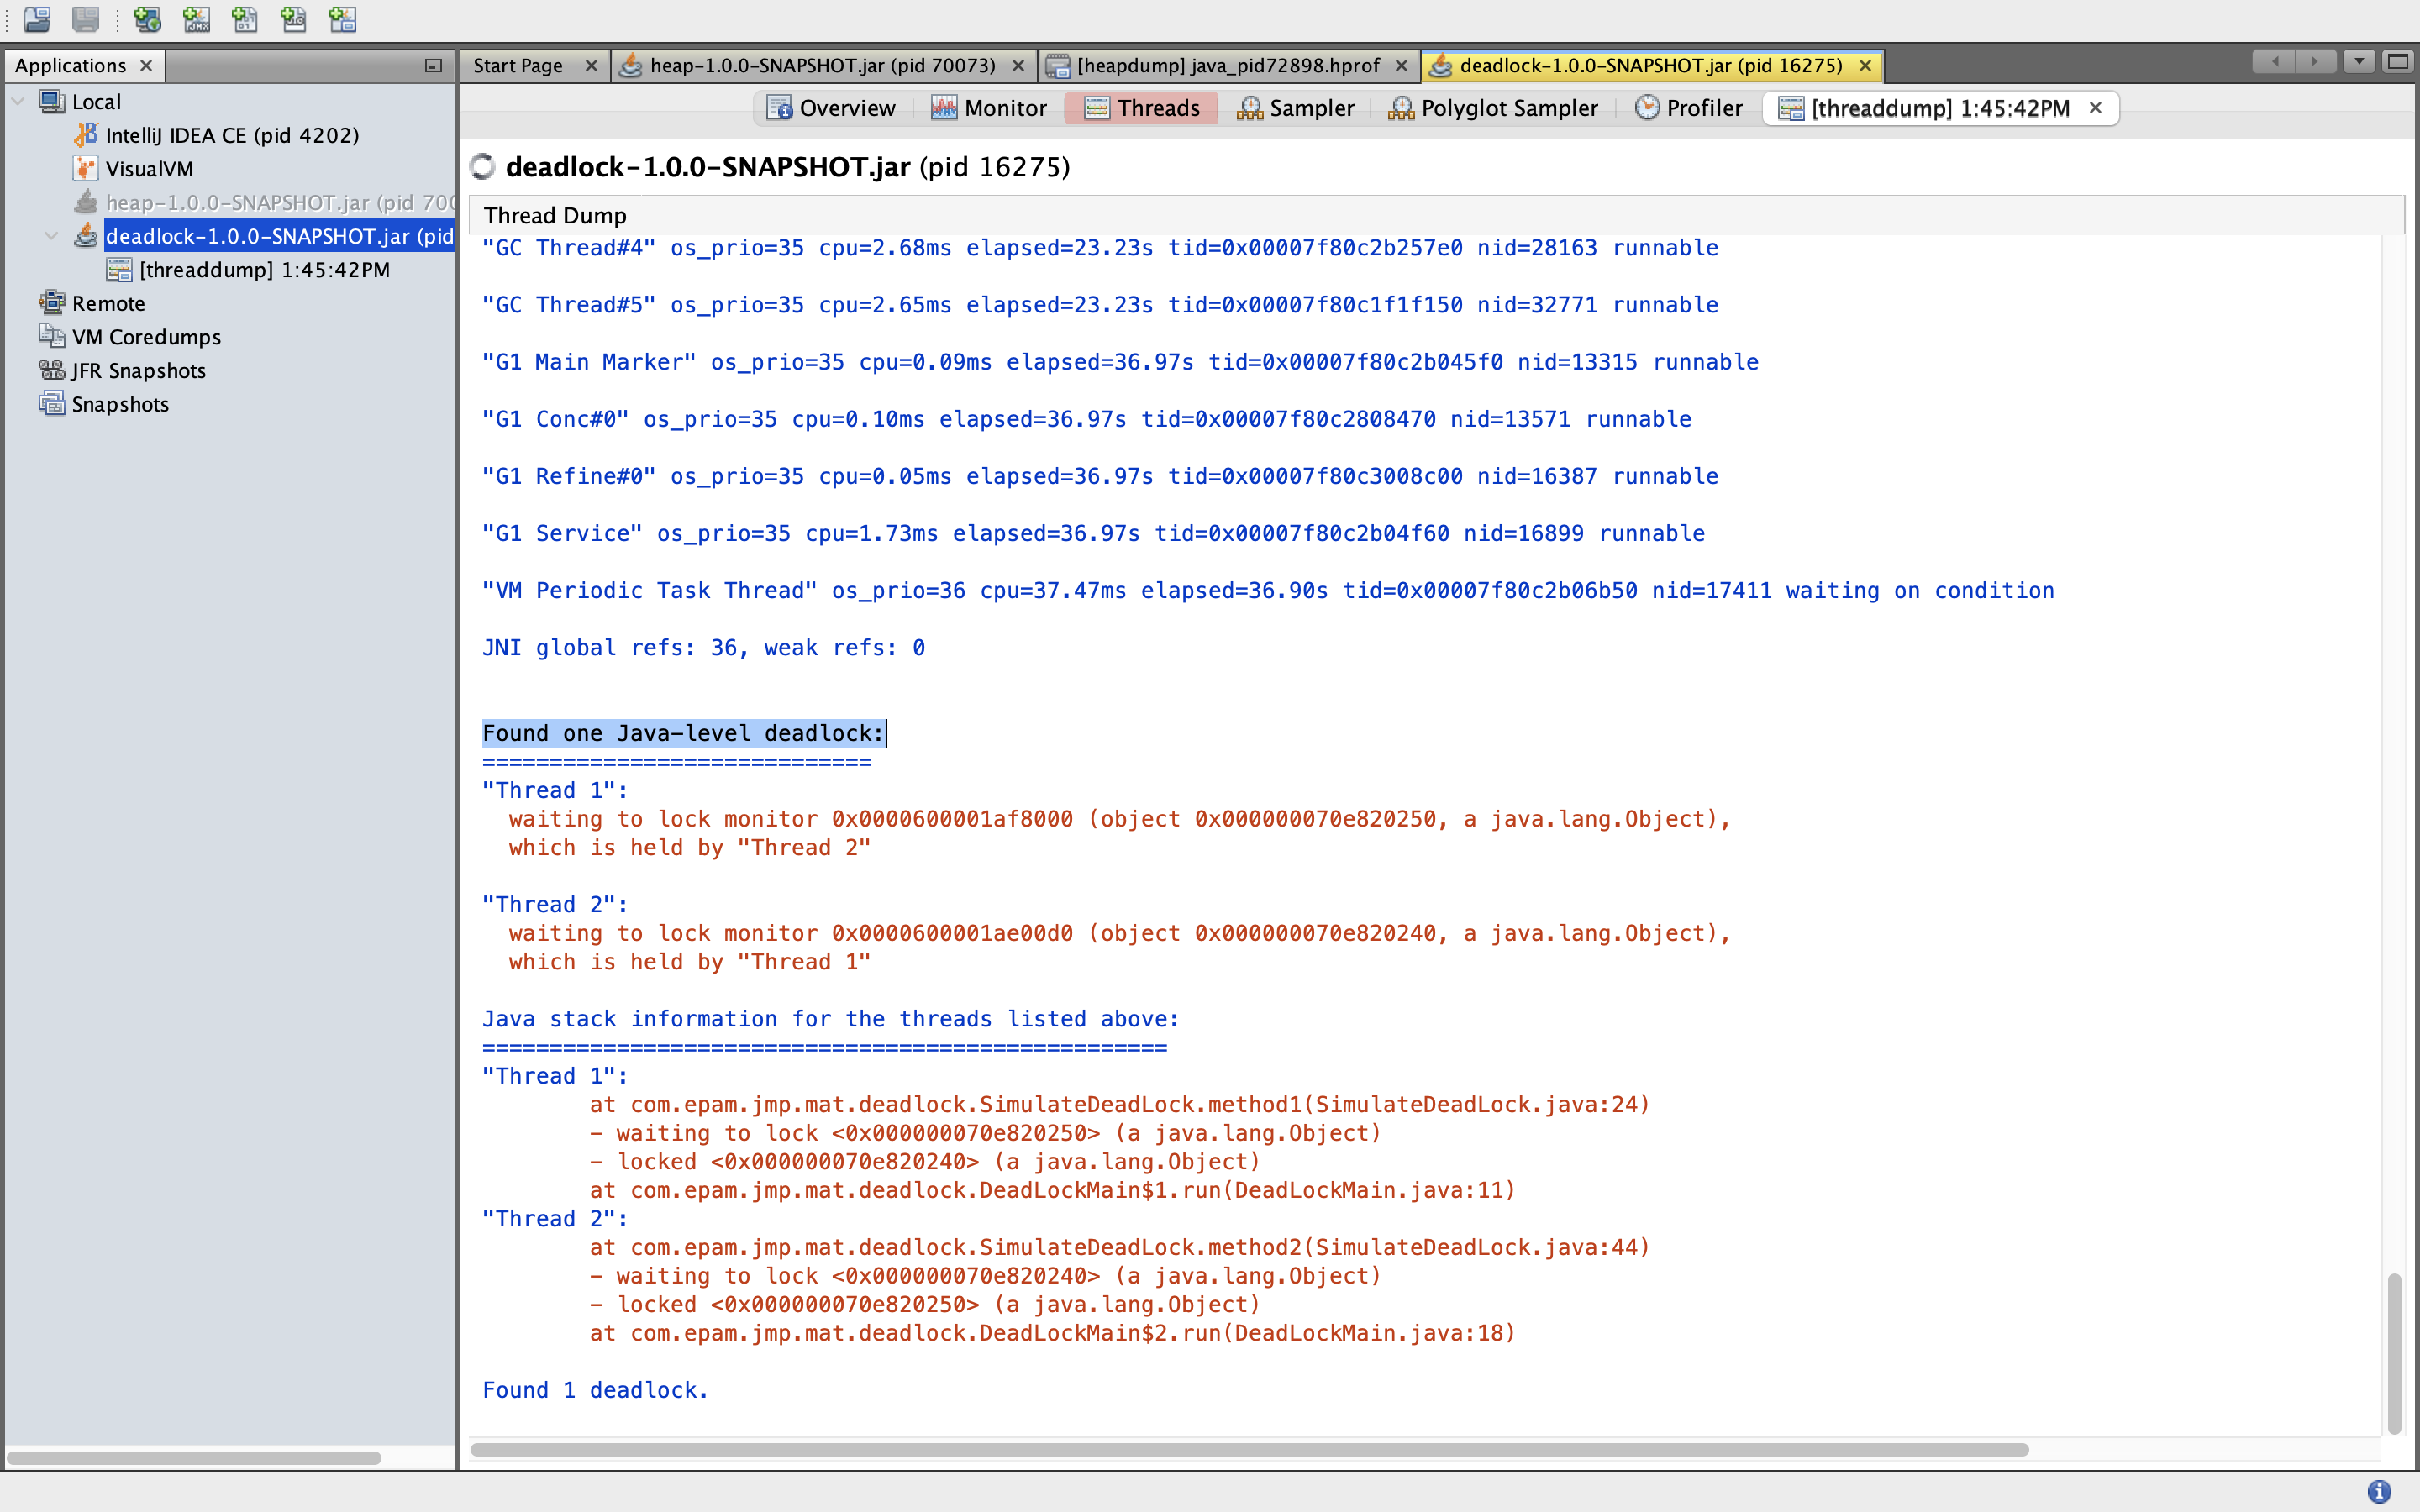 Applications
Start Page
heap-1.0.0-SNAPSHOT.jar (pid 70073)
[heapdump] java_pid72898.hprof
deadlock-1.0.0-SNAPSHOT.jar (pid 16275)
Local
IntelliJ IDEA CE (pid 4202)
VisualVM
heap-1.0.0-SNAPSHOT.jar (pid 700
deadlock-1.0.0-SNAPSHOT.jar (pid
[threaddump] 1:45:42PM
Remote
VM Coredumps
JFR Snapshots
Snapshots
Overview
Monitor
Threads
Sampler
Polyglot Sampler
Profiler
[threaddump] 1:45:42PM
deadlock-1.0.0-SNAPSHOT.jar (pid 16275)
Thread Dump
"GC Thread#4" os_prio=35 cpu=2.68ms elapsed=23.23s tid=0x00007f80c2b257e0 nid=28163 runnable
"GC Thread#5" os_prio=35 cpu=2.65ms elapsed=23.23s tid=0x00007f80c1f1f150 nid=32771 runnable
"G1 Main Marker" os_prio=35 cpu=0.09ms elapsed=36.97s tid=0x00007f80c2b045f0 nid=13315 runnable
"G1 Conc#0" os_prio=35 cpu=0.10ms elapsed=36.97s tid=0x00007f80c2808470 nid=13571 runnable
"G1 Refine#0" os_prio=35 cpu=0.05ms elapsed=36.97s tid=0x00007f80c3008c00 nid=16387 runnable
"G1 Service" os_prio=35 cpu=1.73ms elapsed=36.97s tid=0x00007f80c2b04f60 nid=16899 runnable
"VM Periodic Task Thread" os_prio=36 cpu=37.47ms elapsed=36.90s tid=0x00007f80c2b06b50 nid=17411 waiting on condition
JNI global refs: 36, weak refs: 0
Found one Java-level deadlock:
=============================
"Thread 1":
waiting to lock monitor 0x0000600001af8000 (object 0x000000070e820250, a java.lang.Object),
which is held by "Thread 2"
"Thread 2":
waiting to lock monitor 0x0000600001ae00d0 (object 0x000000070e820240, a java.lang.Object),
which is held by "Thread 1"
Java stack information for the threads listed above:
===================================================
"Thread 1":
at com.epam.jmp.mat.deadlock.SimulateDeadLock.method1(SimulateDeadLock.java:24)
- waiting to lock <0x000000070e820250> (a java.lang.Object)
- locked <0x000000070e820240> (a java.lang.Object)
at com.epam.jmp.mat.deadlock.DeadLockMain$1.run(DeadLockMain.java:11)
"Thread 2":
at com.epam.jmp.mat.deadlock.SimulateDeadLock.method2(SimulateDeadLock.java:44)
- waiting to lock <0x000000070e820240> (a java.lang.Object)
- locked <0x000000070e820250> (a java.lang.Object)
at com.epam.jmp.mat.deadlock.DeadLockMain$2.run(DeadLockMain.java:18)
Found 1 deadlock.